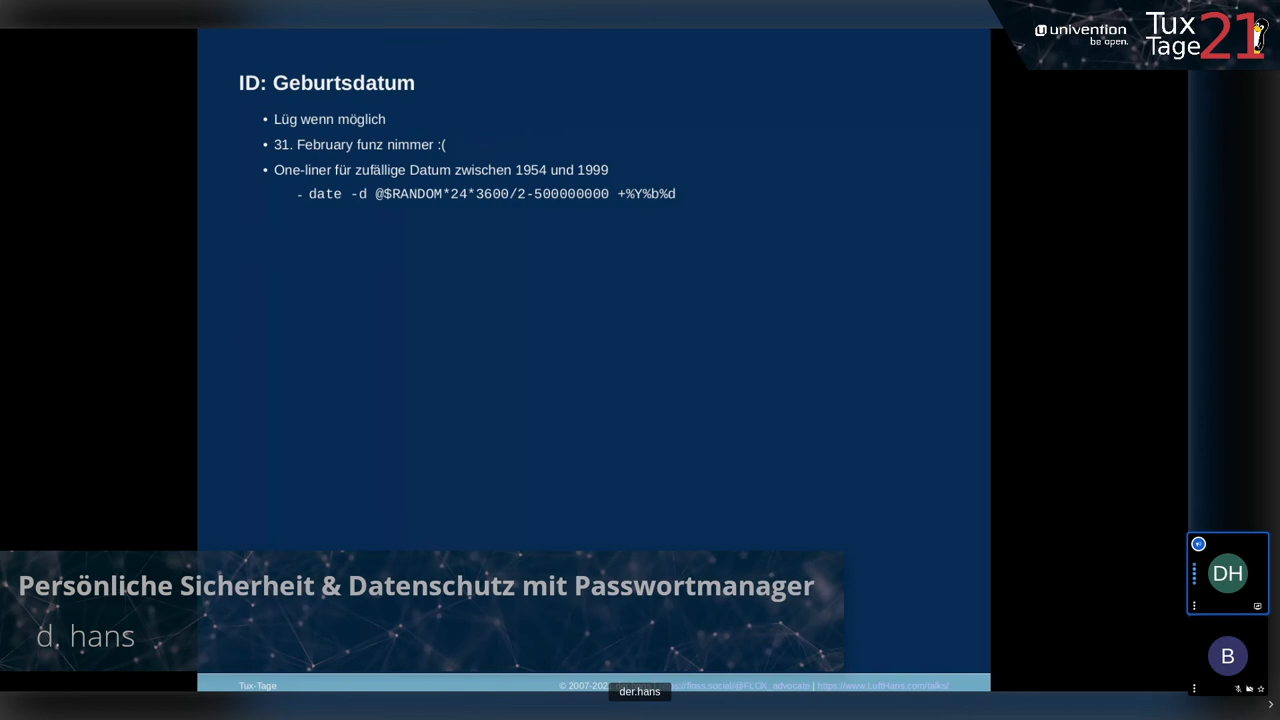 univention
be open.
Tux
Tage 21
ID: Geburtsdatum
• Lüg wenn möglich
• 31. February funz nimmer :(
• One-liner für zufällige Datum zwischen 1954 und 1999
- date -d @$RANDOM*24*3600/2-500000000 +%Y%b%d
DH
Persönliche Sicherheit & Datenschutz mit Passwortmanager
d. hans
B
Tux-Tage
© 2007-202
| https://www.LuftHans.com/talks/
der.hans